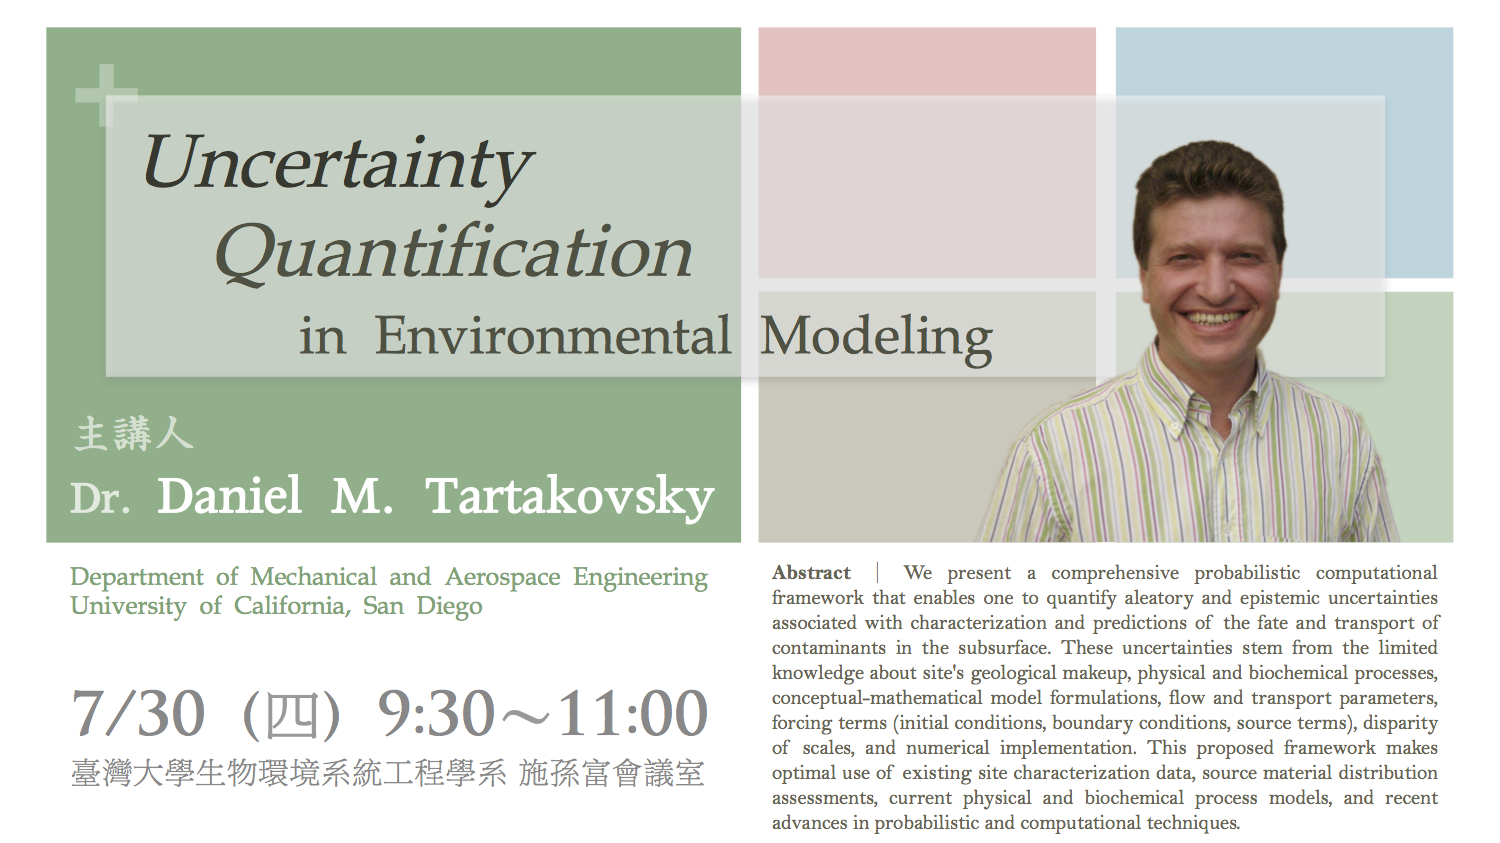 Uncertainty
Quantification
in Environmental Modeling
主講人
Dr. Daniel M. Tartakovsky
Department of Mechanical and Aerospace Engineering
University of California, San Diego
7/30 (四) 9:30～11:00
臺灣大學生物環境系統工程學系 施孫富會議室
Abstract | We present a comprehensive probabilistic computational
framework that enables one to quantify aleatory and epistemic uncertainties
associated with characterization and predictions of the fate and transport of
contaminants in the subsurface. These uncertainties stem from the limited
knowledge about site's geological makeup, physical and biochemical processes,
conceptual-mathematical model formulations, flow and transport parameters,
forcing terms (initial conditions, boundary conditions, source terms), disparity
of scales, and numerical implementation. This proposed framework makes
optimal use of existing site characterization data, source material distribution
assessments, current physical and biochemical process models, and recent
advances in probabilistic and computational techniques.